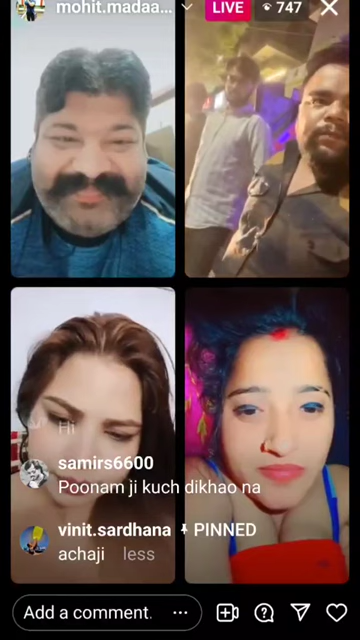 mohit.madaa...
LIVE
747
Hi
samirs6600
Poonam ji kuch dikhao na
vinit.sardhana PINNED
achaji less
Add a comment.